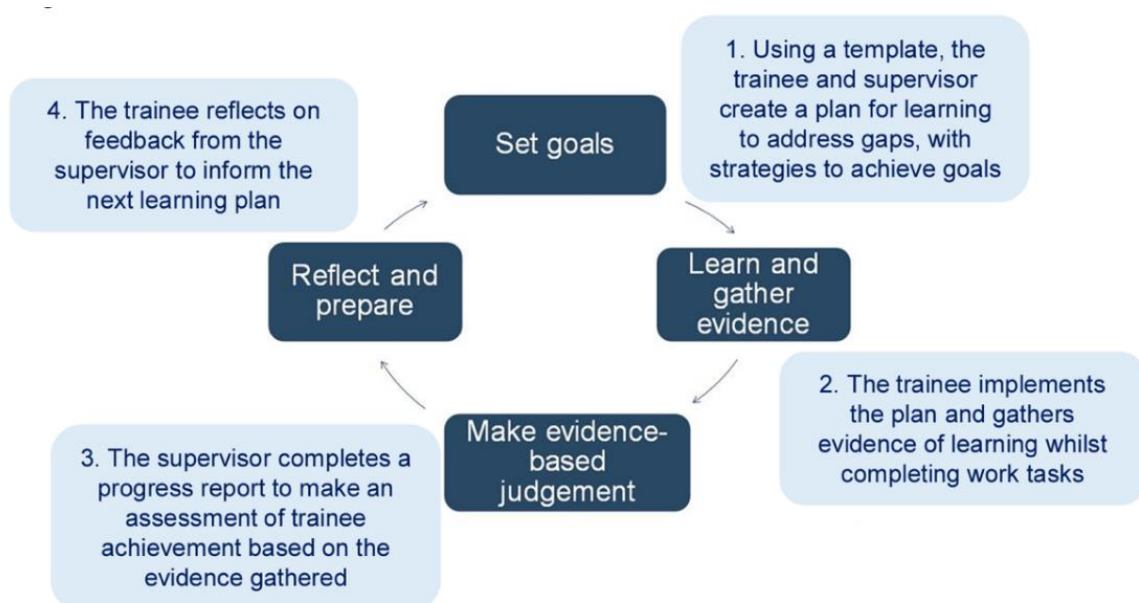 Set goals
1. Using a template, the
trainee and supervisor
create a plan for learning
to address gaps, with
strategies to achieve goals
Learn and
gather
evidence
2. The trainee implements
the plan and gathers
evidence of learning whilst
completing work tasks
Make evidence-
based
judgement
3. The supervisor completes a
progress report to make an
assessment of trainee
achievement based on the
evidence gathered
Reflect and
prepare
4. The trainee reflects on
feedback from the
supervisor to inform the
next learning plan